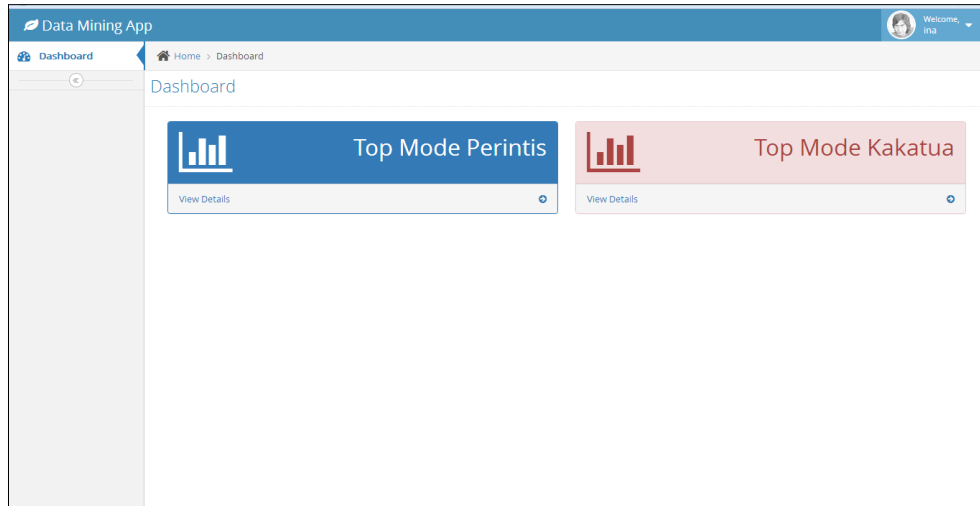 Data Mining App
Welcome,
ina
Dashboard
Home > Dashboard
Dashboard
Top Mode Perintis
View Details
Top Mode Kakatua
View Details